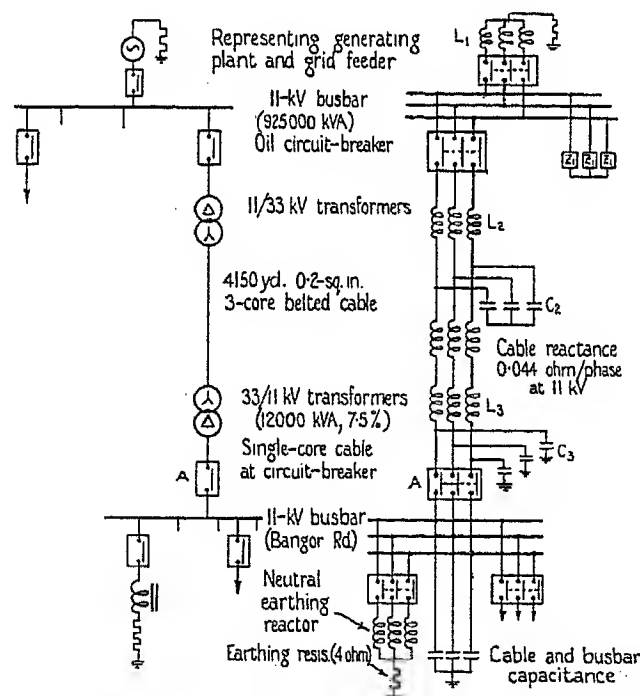 Representing generating
plant and grid feeder
L1
11-kV busbar
(925000 kVA)
Oil circuit-breaker
Z1 Z1 Z1
11/33 kV transformers
L2
4150 yd. 0·2-sq. in.
3-core belted cable
C2
Cable reactance
0·044 ohm/phase
at 11 kV
33/11 kV transformers
(12000 kVA, 7·5%)
L3
Single-core cable
at circuit-breaker
C3
A
A
11-kV busbar
(Bangor Rd)
Neutral
earthing
reactor
Earthing resis.(4 ohm)
Cable and busbar
capacitance